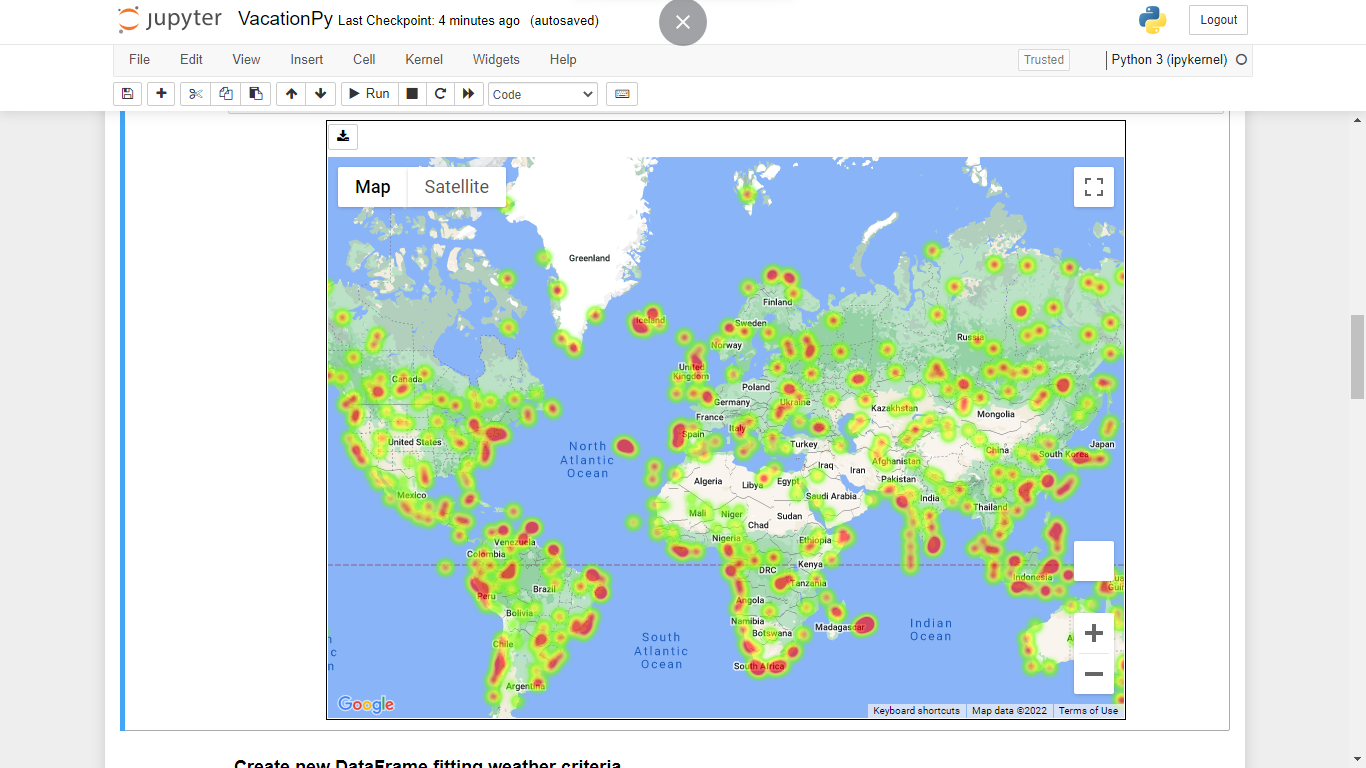 jupyter VacationPy Last Checkpoint: 4 minutes ago (autosaved)
Logout
File Edit View Insert Cell Kernel Widgets Help
Trusted
Python 3 (ipykernel)
Run
Code
Map Satellite
Greenland
Finland
Iceland
Sweden
Norway
Russia
United
Kingdom
Canada
Poland
Germany
Ukraine
Kazakhstan
Mongolia
France
Spain
Italy
United States
North
Atlantic
Ocean
Turkey
China
Japan
South Korea
Iraq
Iran
Afghanistan
Algeria
Libya
Egypt
Pakistan
Mexico
Saudi Arabia
India
Thailand
Mali
Niger
Chad
Sudan
Nigeria
Ethiopia
Venezuela
Colombia
DRC
Kenya
Indonesia
Peru
Brazil
Tanzania
Angola
Bolivia
Namibia
Botswana
Madagascar
Indian
Ocean
Chile
South
Atlantic
Ocean
South Africa
Argentina
Google
Keyboard shortcuts Map data ©2022 Terms of Use
Create new DataFrame fitting weather criteria